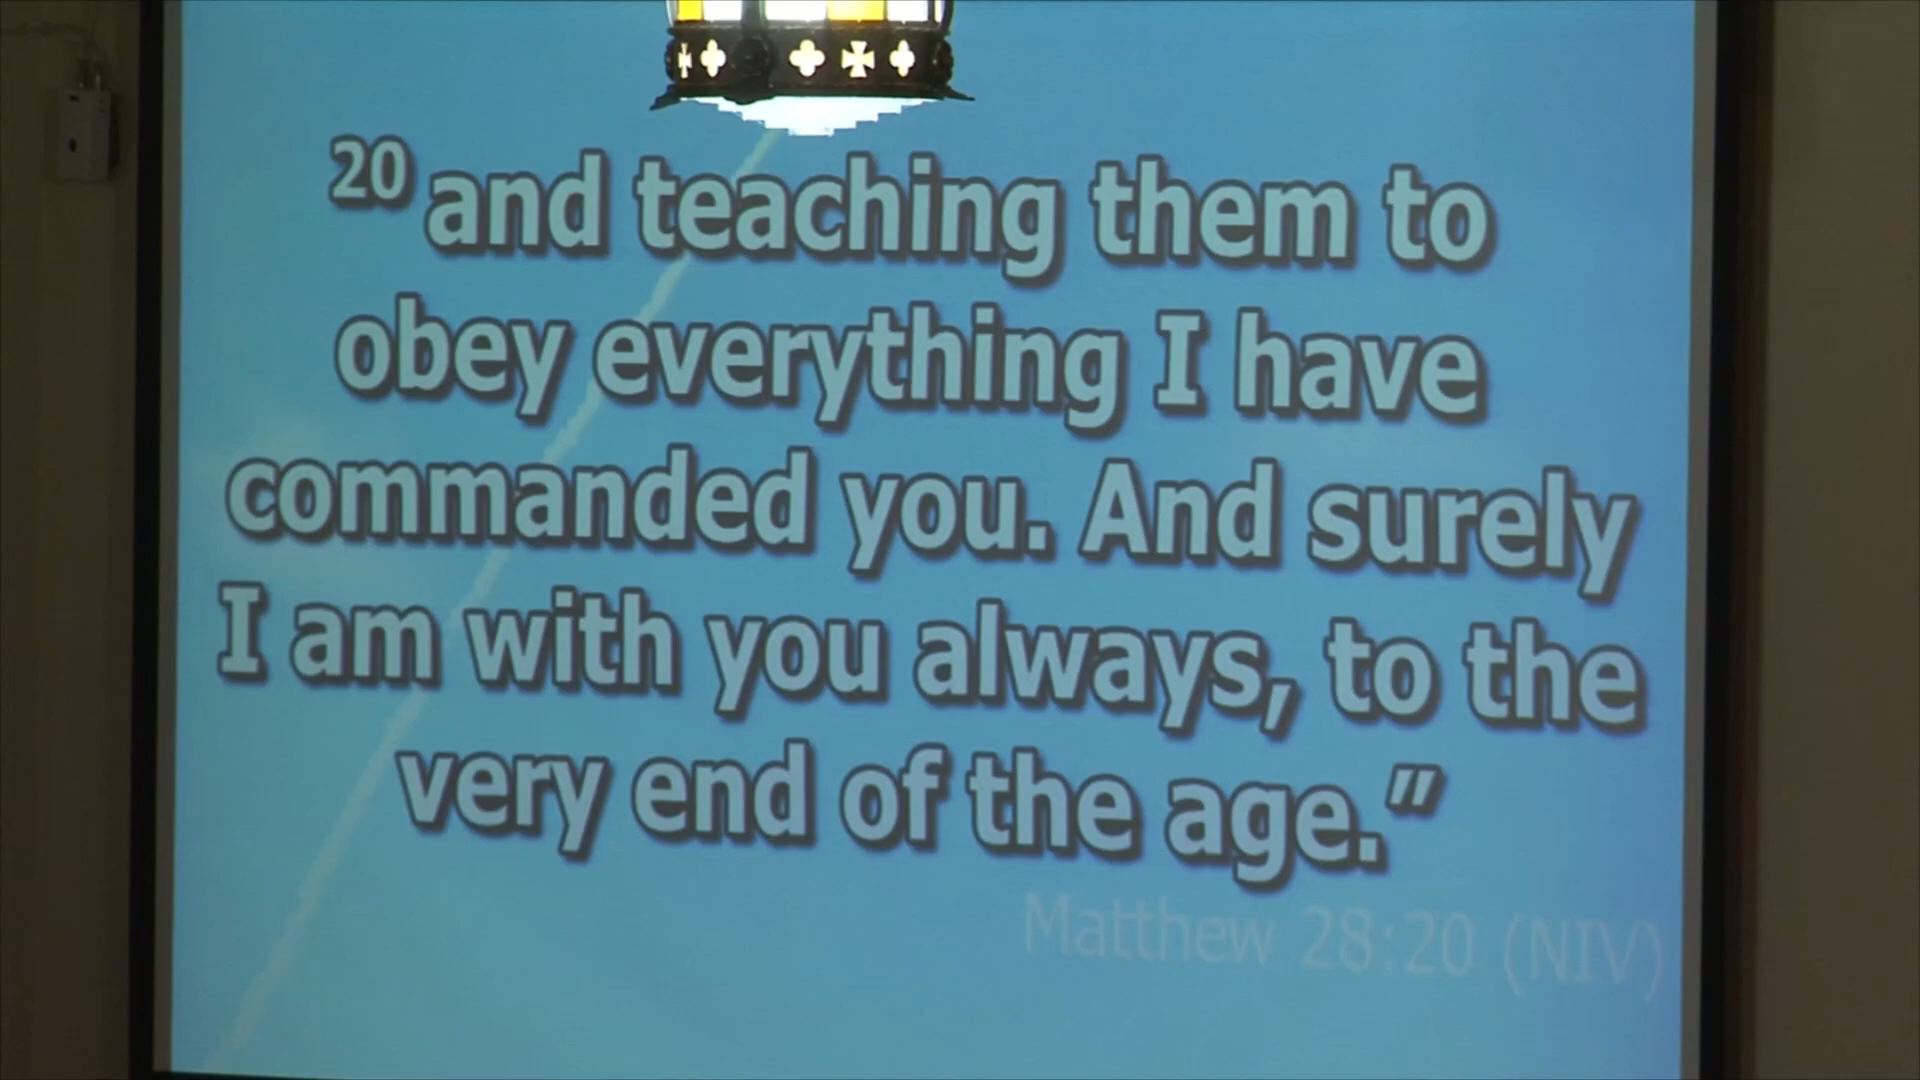 20 and teaching them to
obey everything I have
commanded you. And surely
I am with you always, to the
very end of the age.”
Matthew 28:20 (NIV)